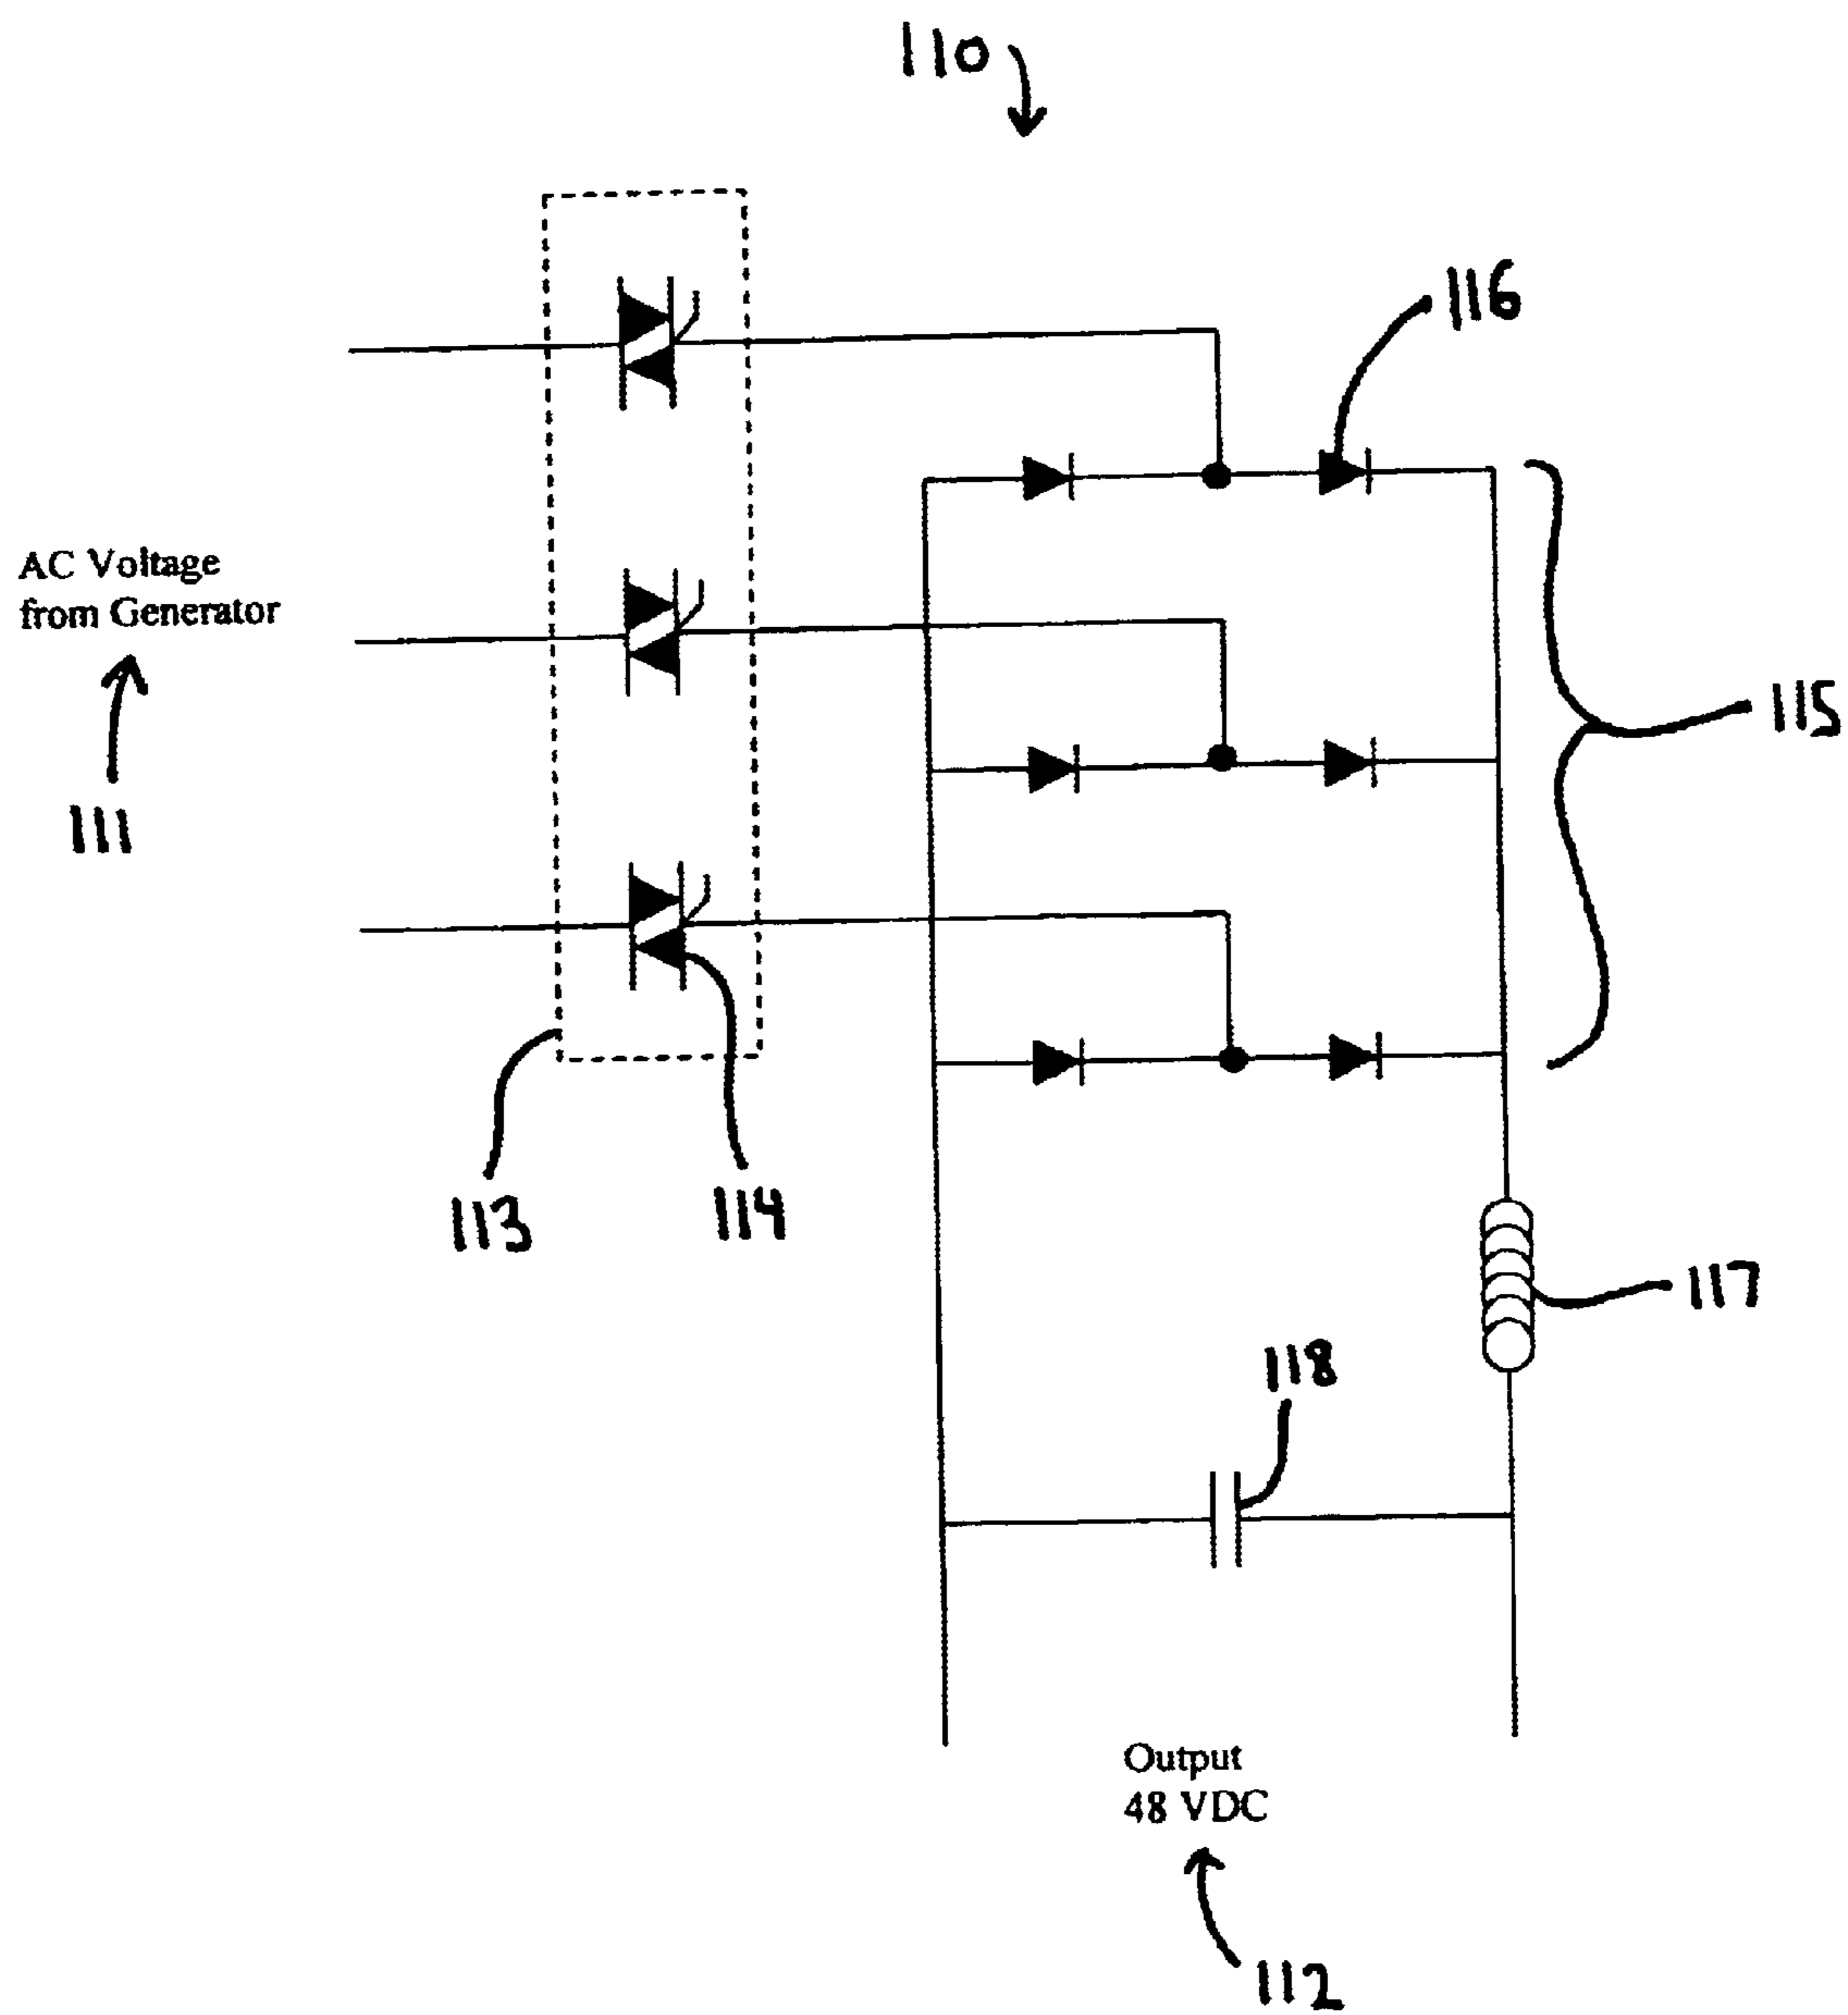 110
116
AC Voltage
from Generator
115
111
113
114
117
118
Output
48 VDC
112